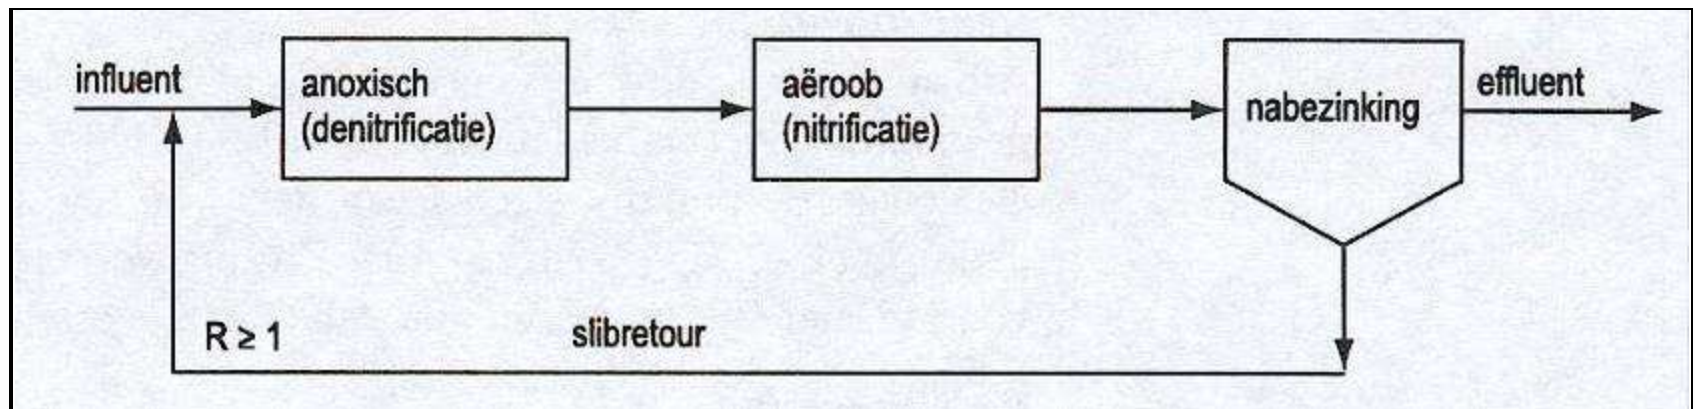 influent
anoxisch
(denitrificatie)
aëroob
(nitrificatie)
nabezinking
effluent
R ≥ 1
slibretour